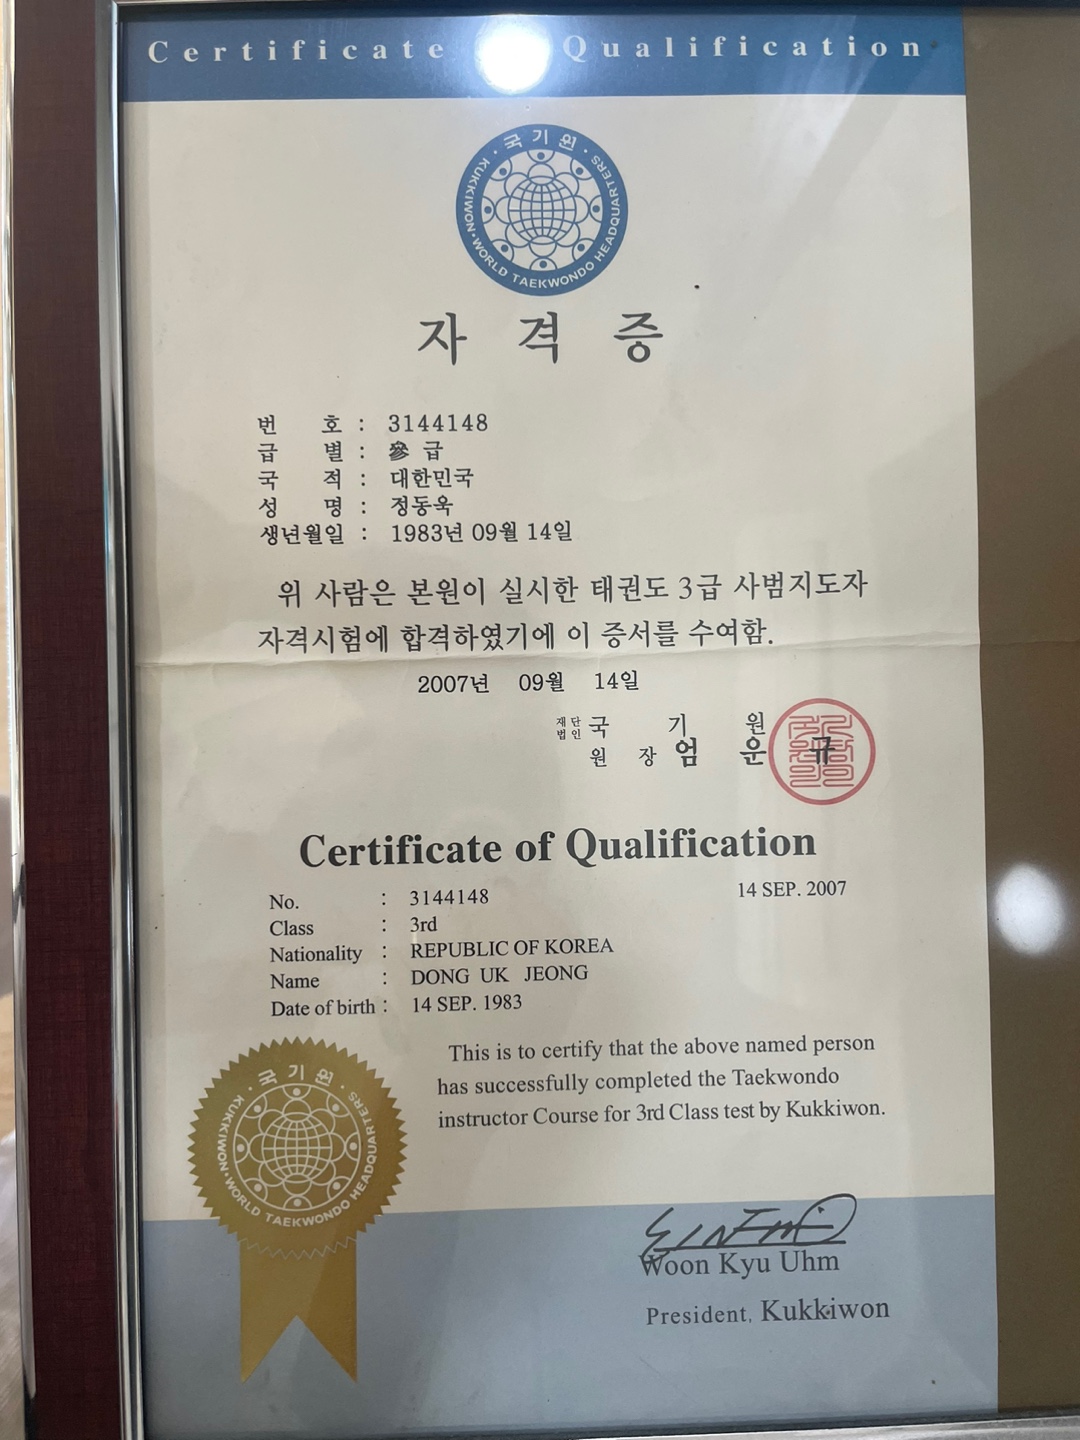 Certificate Qualification
· 국 기 원 ·
KUKKIWON · WORLD TAEKWONDO HEADQUARTERS
자 격 증
번 호 : 3144148
급 별 : 參 급
국 적 : 대한민국
성 명 : 정동욱
생년월일 : 1983년 09월 14일
위 사람은 본원이 실시한 태권도 3급 사범지도자
자격시험에 합격하였기에 이 증서를 수여함.
2007년 09월 14일
재단법인 국 기 원
원 장 엄 운 규
Certificate of Qualification
14 SEP. 2007
No. : 3144148
Class : 3rd
Nationality : REPUBLIC OF KOREA
Name : DONG UK JEONG
Date of birth : 14 SEP. 1983
This is to certify that the above named person
has successfully completed the Taekwondo
instructor Course for 3rd Class test by Kukkiwon.
· 국 기 원 ·
KUKKIWON · WORLD TAEKWONDO HEADQUARTERS
Woon Kyu Uhm
President, Kukkiwon